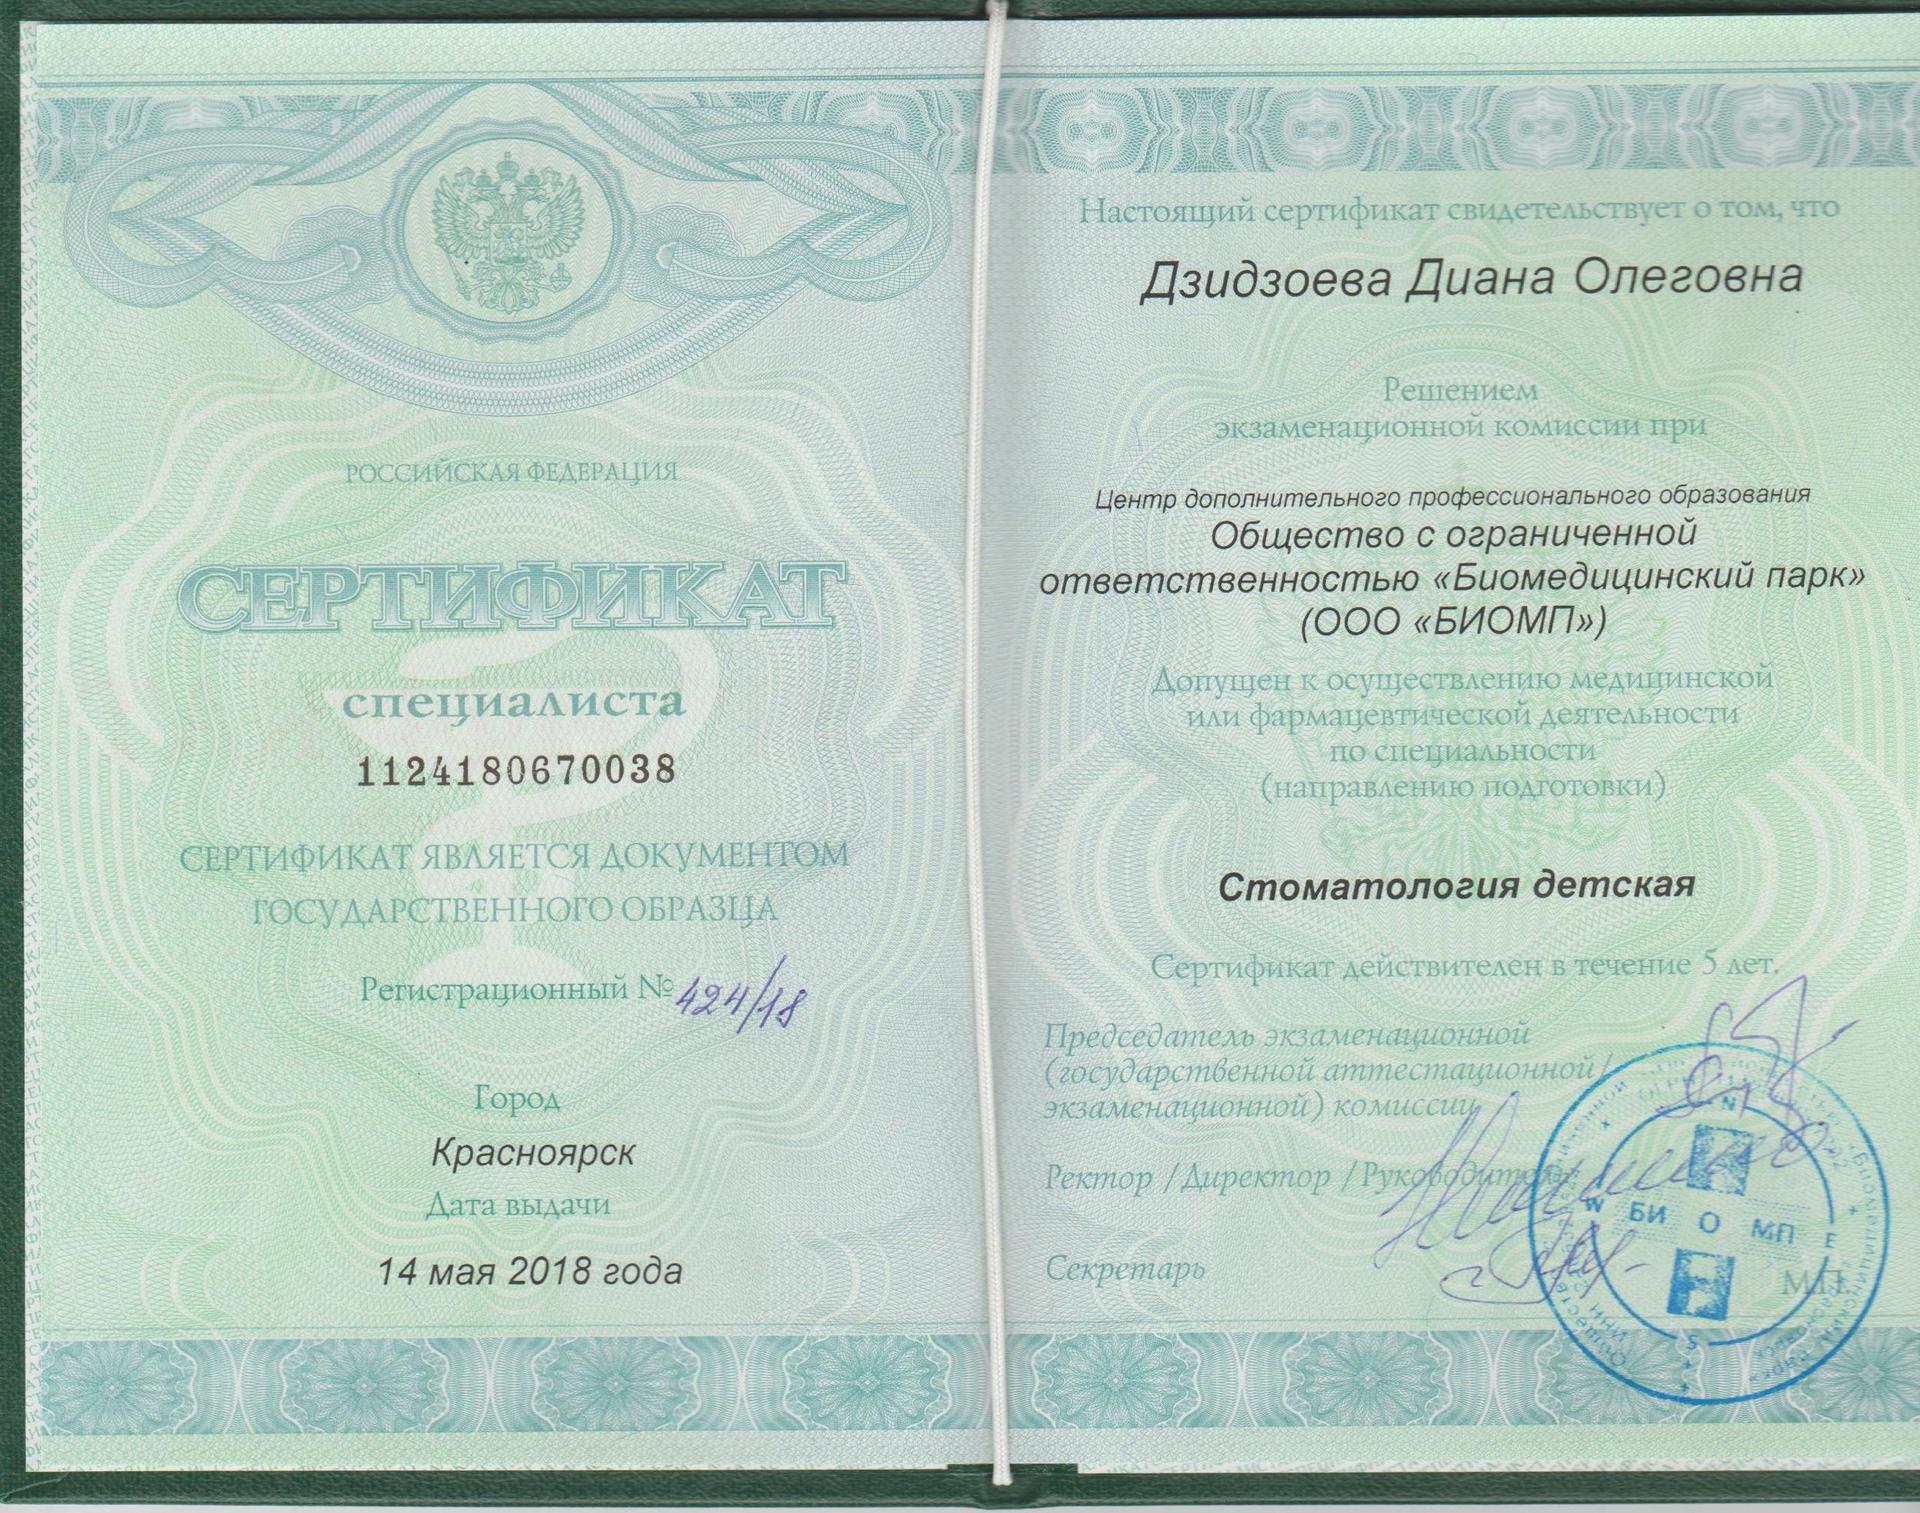 РОССИЙСКАЯ ФЕДЕРАЦИЯ
СЕРТИФИКАТ
специалиста
1124180670038
СЕРТИФИКАТ ЯВЛЯЕТСЯ ДОКУМЕНТОМ
ГОСУДАРСТВЕННОГО ОБРАЗЦА
Регистрационный № 424/18
Город
Красноярск
Дата выдачи
14 мая 2018 года
Настоящий сертификат свидетельствует о том, что
Дзидзоева Диана Олеговна
Решением
экзаменационной комиссии при
Центр дополнительного профессионального образования
Общество с ограниченной
ответственностью «Биомедицинский парк»
(ООО «БИОМП»)
Допущен к осуществлению медицинской
или фармацевтической деятельности
по специальности
(направлению подготовки)
Стоматология детская
Сертификат действителен в течение 5 лет.
Председатель экзаменационной
(государственной аттестационной/
экзаменационной) комиссии
Ректор /Директор /Руководитель
Секретарь
М.П.
N
W БИ О МП E
S